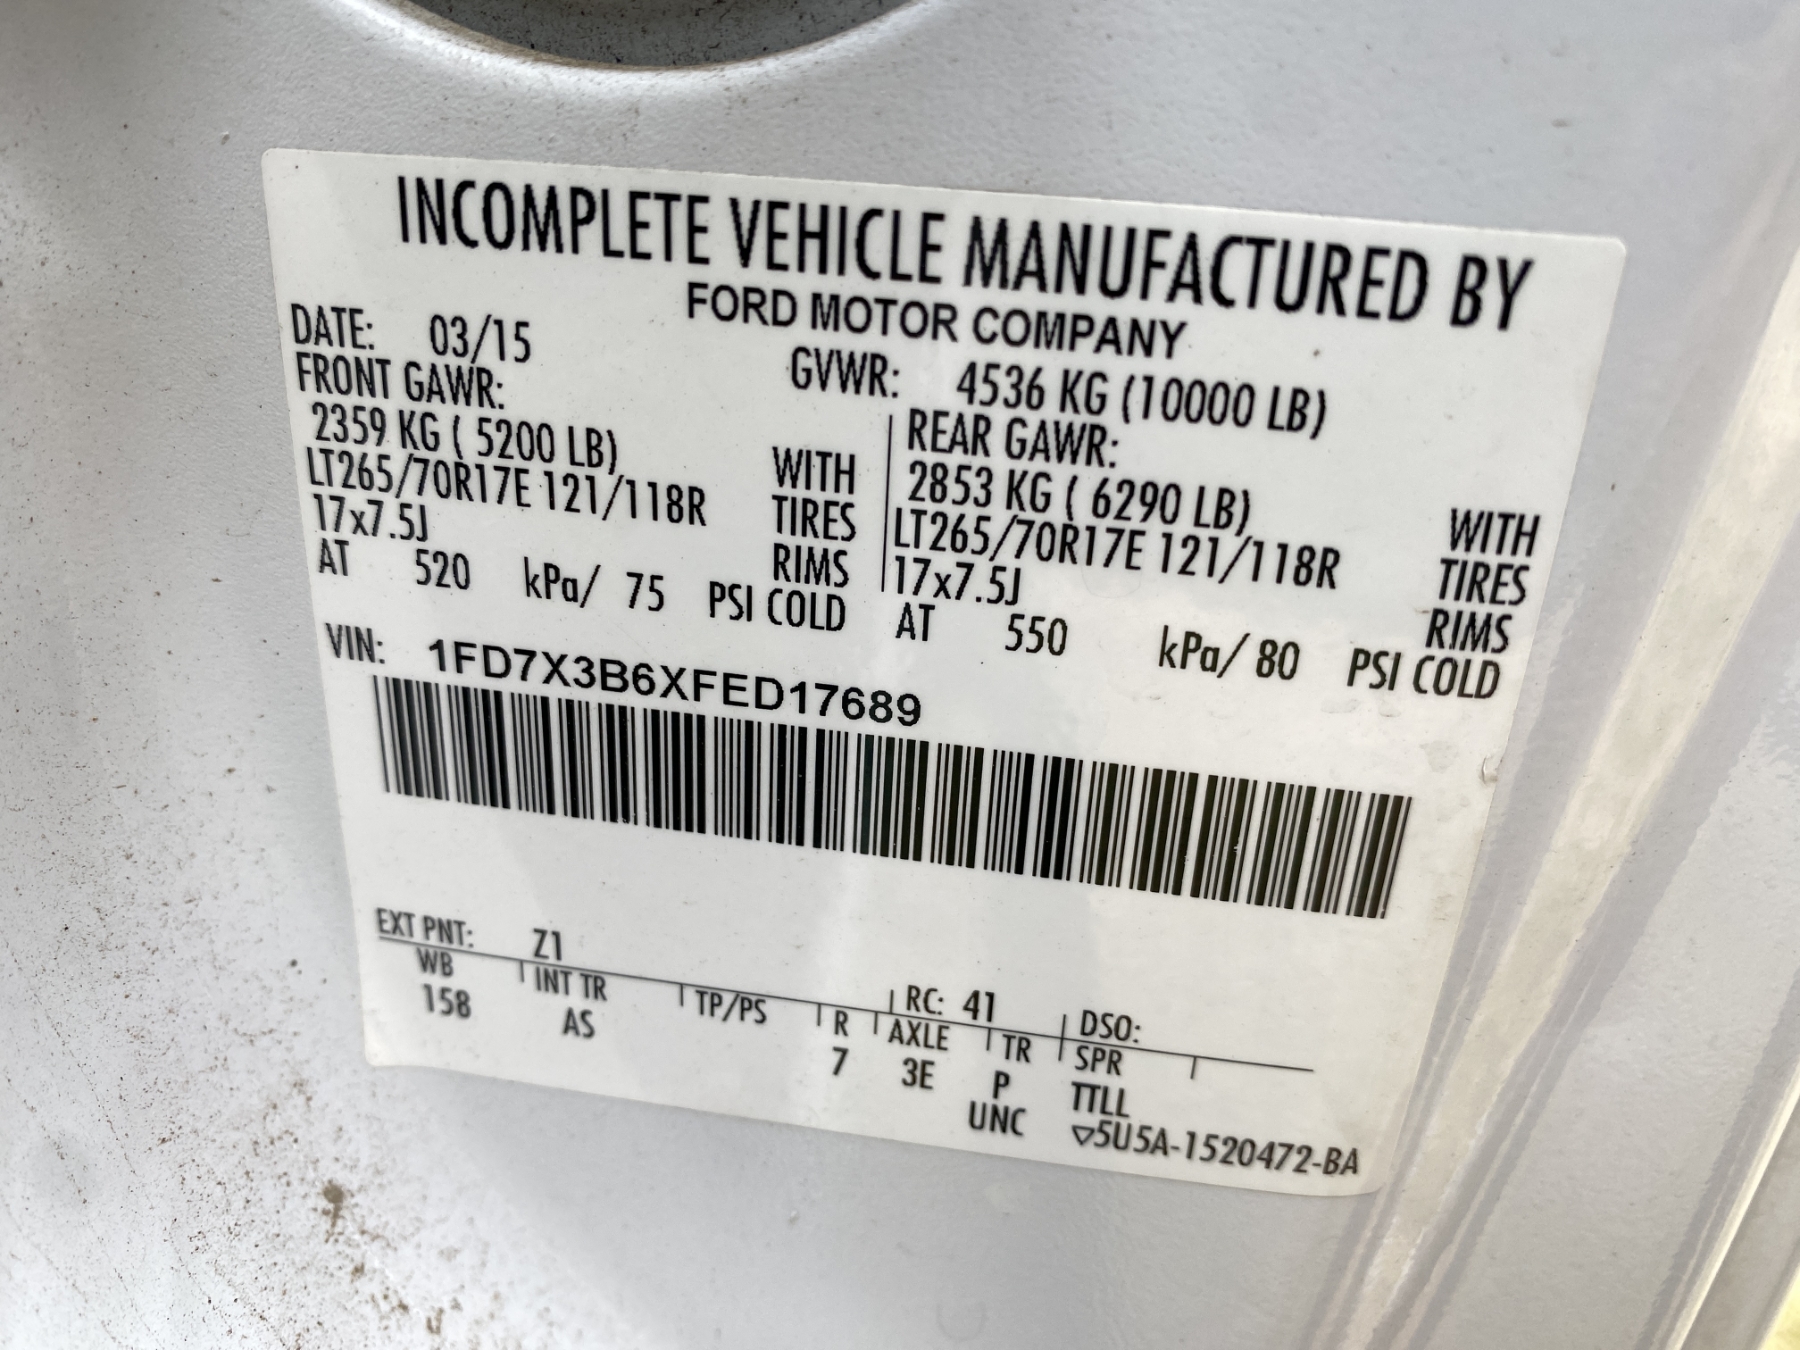 INCOMPLETE VEHICLE MANUFACTURED BY
FORD MOTOR COMPANY
DATE: 03/15 GVWR: 4536 KG (10000 LB)
FRONT GAWR: REAR GAWR:
2359 KG ( 5200 LB) WITH 2853 KG ( 6290 LB) WITH
LT265/70R17E 121/118R TIRES LT265/70R17E 121/118R TIRES
17x7.5J RIMS 17x7.5J RIMS
AT 520 kPa/ 75 PSI COLD AT 550 kPa/ 80 PSI COLD
VIN: 1FD7X3B6XFED17689
EXT PNT: Z1 RC: 41 DSO:
WB INT TR TP/PS R AXLE TR SPR
158 AS 7 3E P TTLL
UNC ▽5U5A-1520472-BA